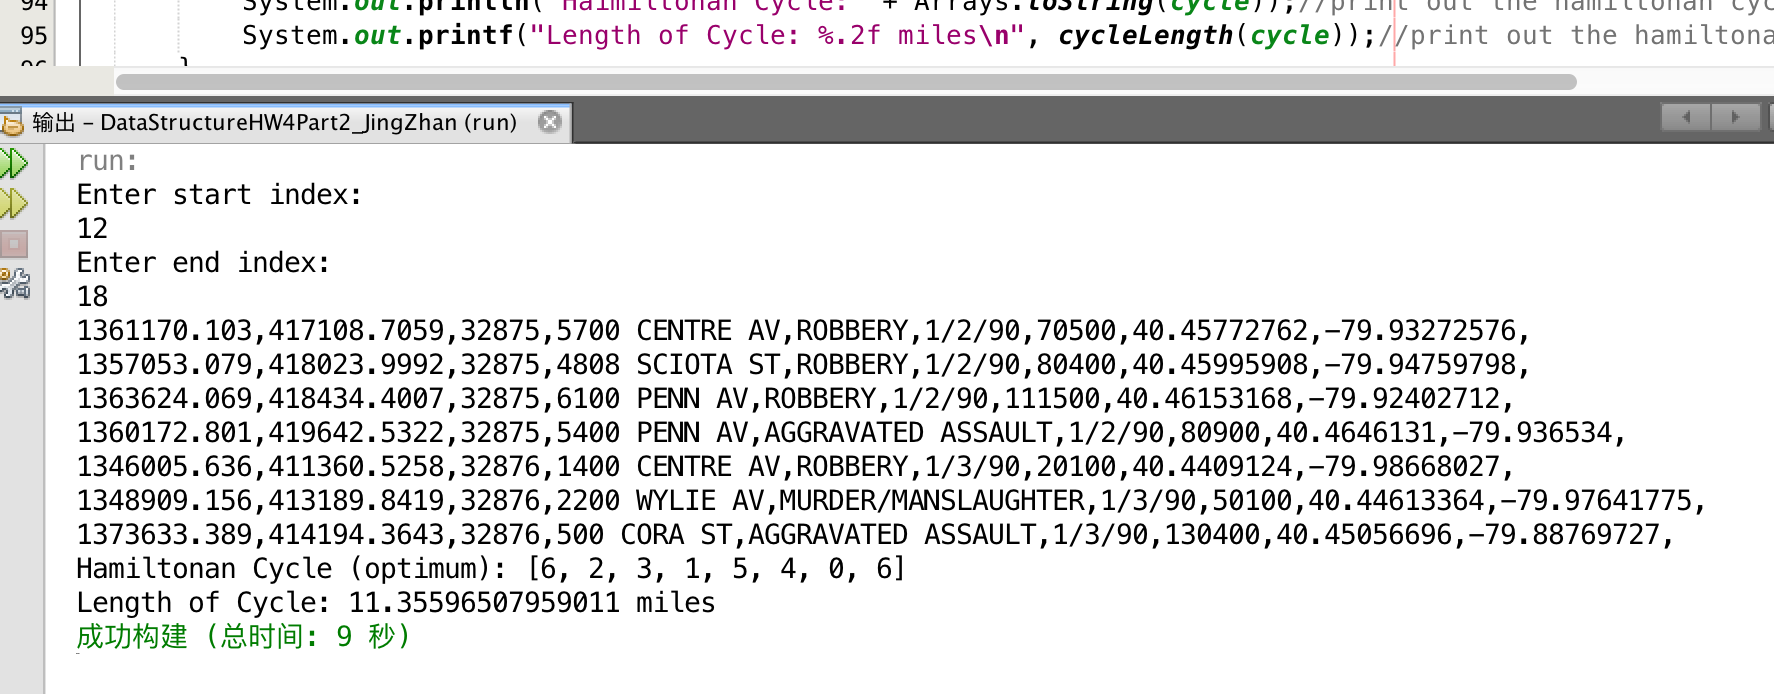 94 System.out.println("Haimiltonan Cycle: " + Arrays.toString(cycle));//print out the hamiltonan cyc
95 System.out.printf("Length of Cycle: %.2f miles\n", cycleLength(cycle));//print out the hamiltona
96 }
输出 – DataStructureHW4Part2_JingZhan (run)
run:
Enter start index:
12
Enter end index:
18
1361170.103,417108.7059,32875,5700 CENTRE AV,ROBBERY,1/2/90,70500,40.45772762,-79.93272576,
1357053.079,418023.9992,32875,4808 SCIOTA ST,ROBBERY,1/2/90,80400,40.45995908,-79.94759798,
1363624.069,418434.4007,32875,6100 PENN AV,ROBBERY,1/2/90,111500,40.46153168,-79.92402712,
1360172.801,419642.5322,32875,5400 PENN AV,AGGRAVATED ASSAULT,1/2/90,80900,40.4646131,-79.936534,
1346005.636,411360.5258,32876,1400 CENTRE AV,ROBBERY,1/3/90,20100,40.4409124,-79.98668027,
1348909.156,413189.8419,32876,2200 WYLIE AV,MURDER/MANSLAUGHTER,1/3/90,50100,40.44613364,-79.97641775,
1373633.389,414194.3643,32876,500 CORA ST,AGGRAVATED ASSAULT,1/3/90,130400,40.45056696,-79.88769727,
Hamiltonan Cycle (optimum): [6, 2, 3, 1, 5, 4, 0, 6]
Length of Cycle: 11.35596507959011 miles
成功构建 (总时间: 9 秒)